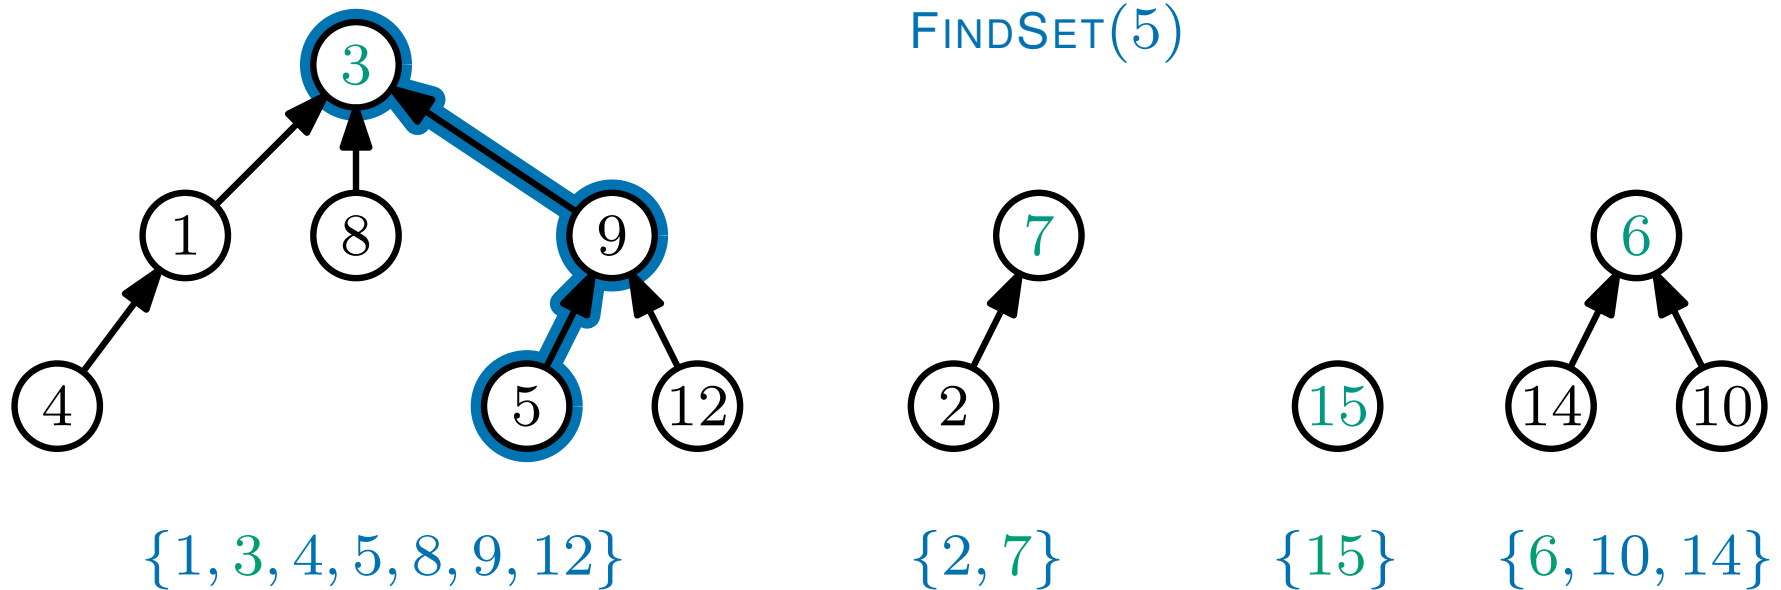 FINDSET(5)
3
1 8 9 7 6
4 5 12 2 15 14 10
{1, 3, 4, 5, 8, 9, 12} {2, 7} {15} {6, 10, 14}